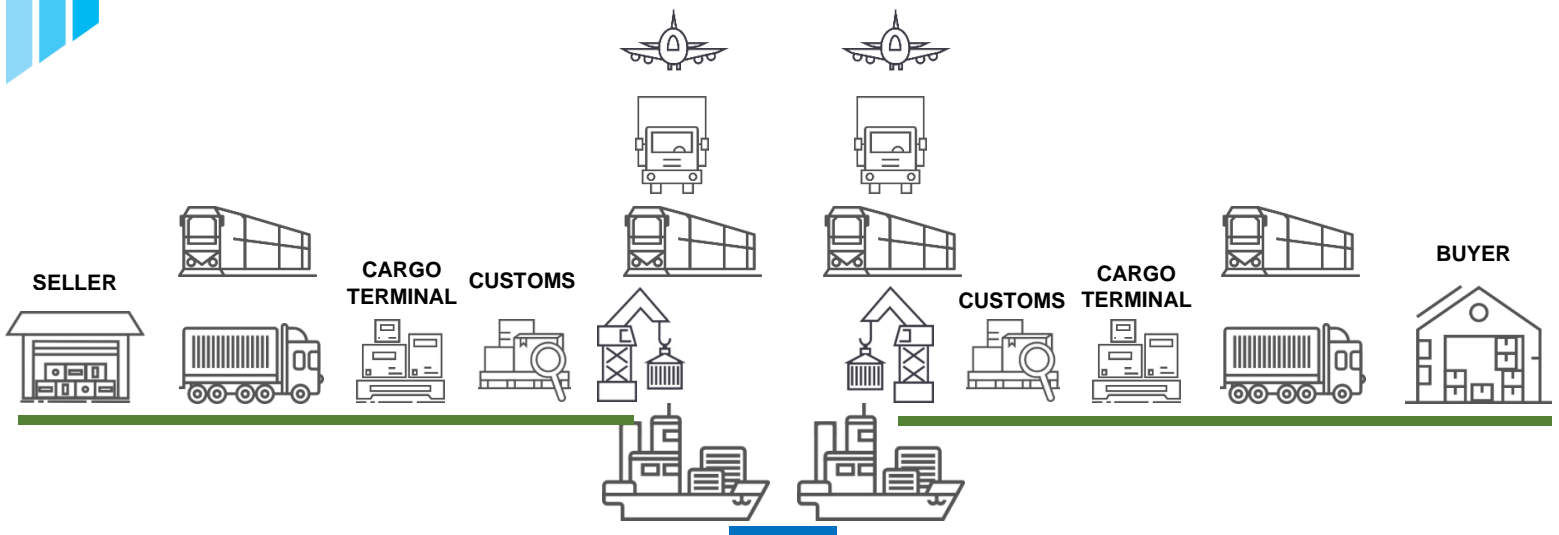 SELLER
CARGO
TERMINAL
CUSTOMS
CUSTOMS
CARGO
TERMINAL
BUYER